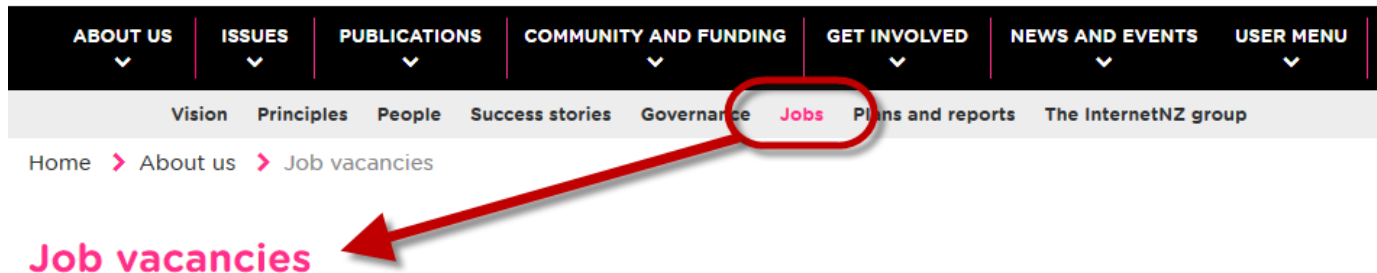 ABOUT US ISSUES PUBLICATIONS COMMUNITY AND FUNDING GET INVOLVED NEWS AND EVENTS USER MENU
Vision Principles People Success stories Governance Jobs Plans and reports The InternetNZ group
Home > About us > Job vacancies
Job vacancies